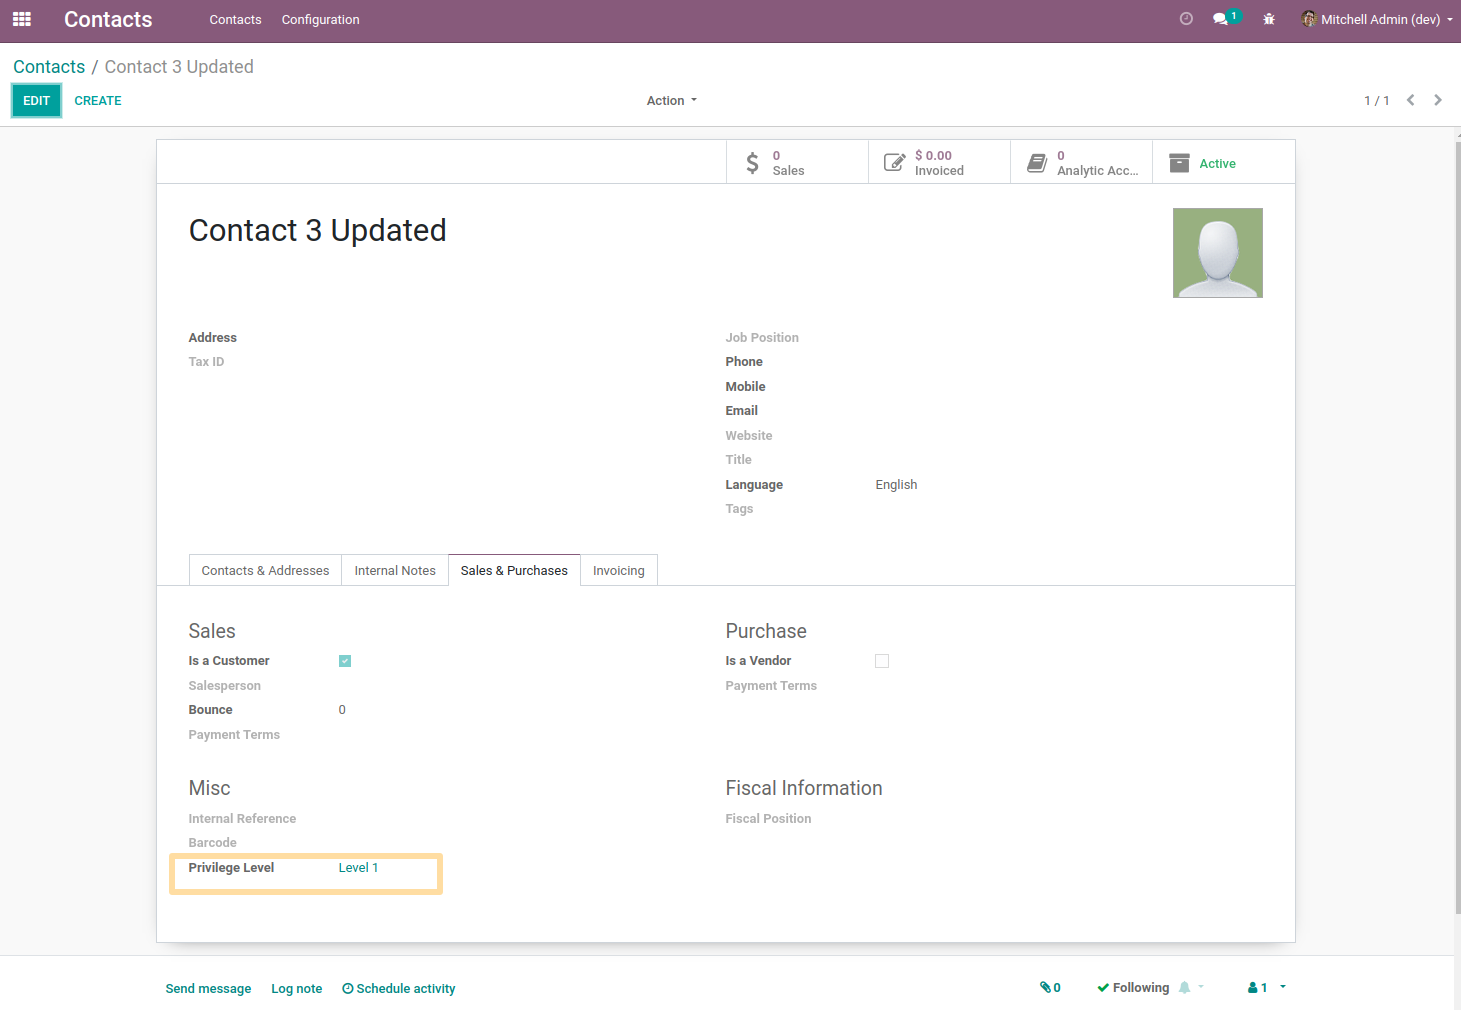 Contacts Contacts Configuration 1 Mitchell Admin (dev)
Contacts / Contact 3 Updated
EDIT CREATE Action 1 / 1
0 Sales
$ 0.00 Invoiced
0 Analytic Acc...
Active
Contact 3 Updated
Address
Tax ID
Job Position
Phone
Mobile
Email
Website
Title
Language English
Tags
Contacts & Addresses Internal Notes Sales & Purchases Invoicing
Sales
Is a Customer
Salesperson
Bounce 0
Payment Terms
Purchase
Is a Vendor
Payment Terms
Misc
Internal Reference
Barcode
Privilege Level Level 1
Fiscal Information
Fiscal Position
Send message Log note Schedule activity 0 Following 1